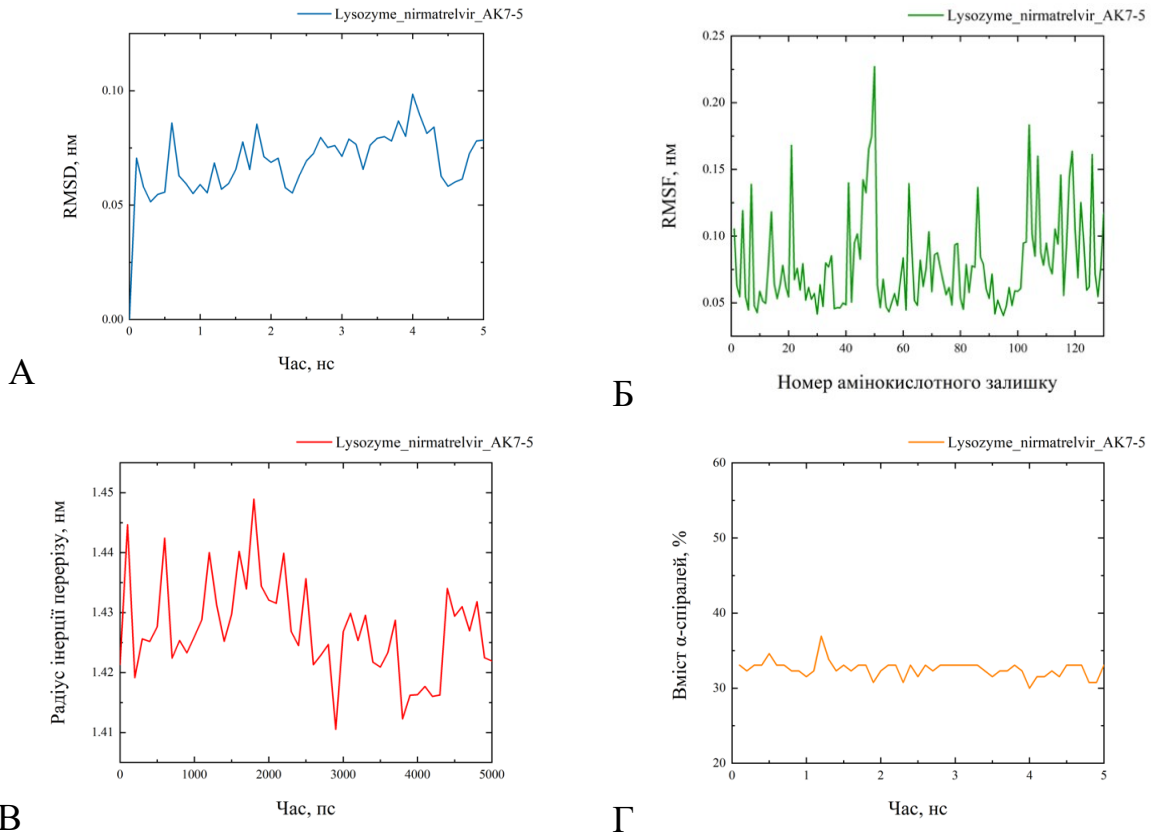 Lysozyme_nirmatrelvir_AK7-5
0.10
0.05
0.00
RMSD, нм
0 1 2 3 4 5
Час, нс
А
Lysozyme_nirmatrelvir_AK7-5
0.25
0.20
0.15
0.10
0.05
RMSF, нм
0 20 40 60 80 100 120
Номер амінокислотного залишку
Б
Lysozyme_nirmatrelvir_AK7-5
1.45
1.44
1.43
1.42
1.41
Радіус інерції перерізу, нм
0 1000 2000 3000 4000 5000
Час, пс
В
Lysozyme_nirmatrelvir_AK7-5
60
50
40
30
20
Вміст α-спіралей, %
0 1 2 3 4 5
Час, нс
Г